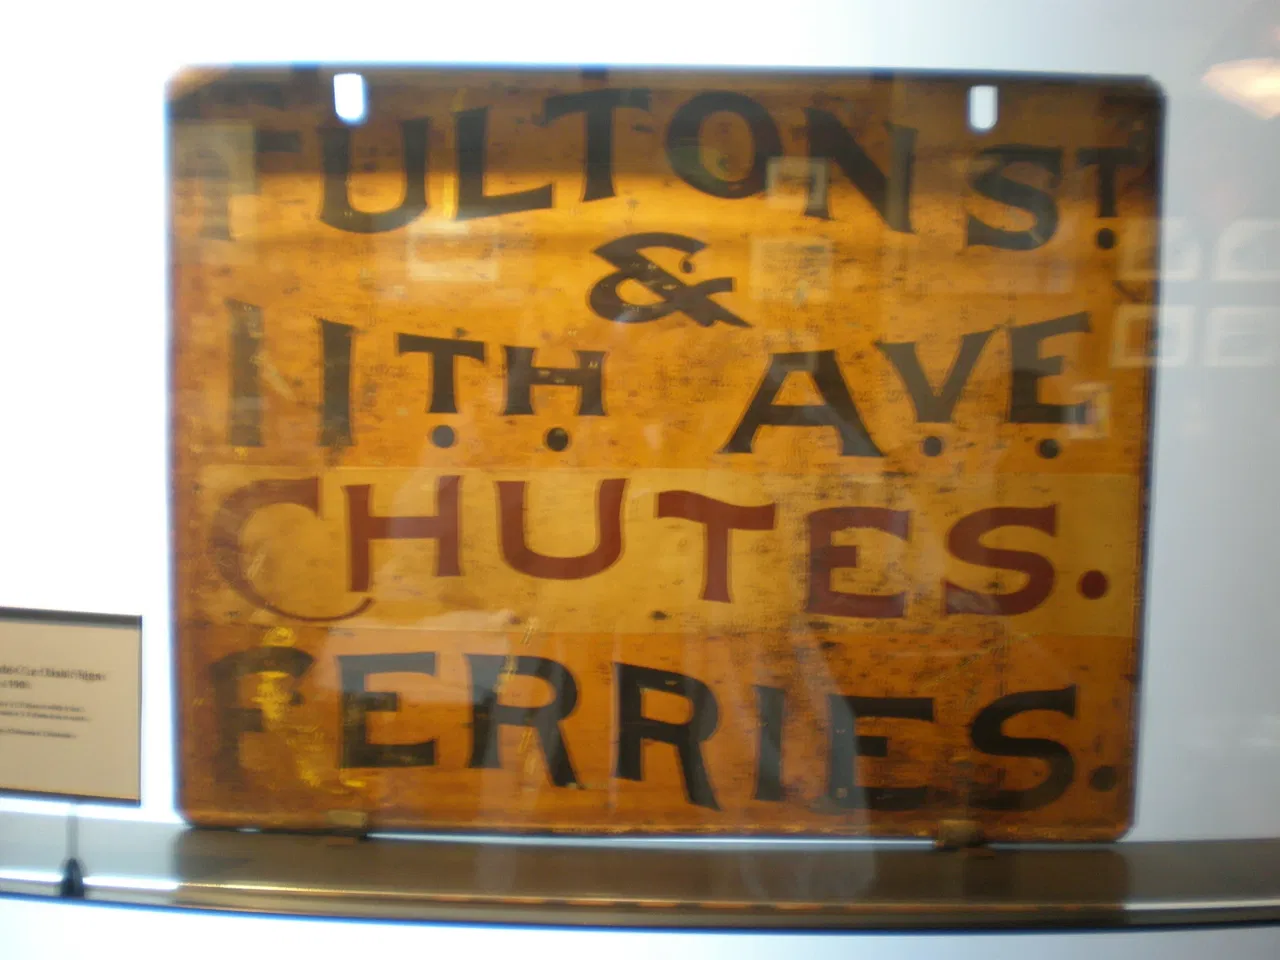 FULTON ST.
&
11TH AVE
CHUTES.
FERRIES.